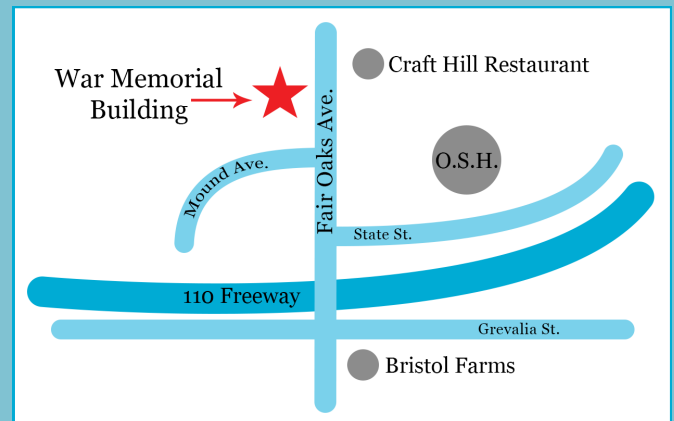 War Memorial
Building
Craft Hill Restaurant
Fair Oaks Ave.
O.S.H.
Mound Ave.
State St.
110 Freeway
Grevalia St.
Bristol Farms